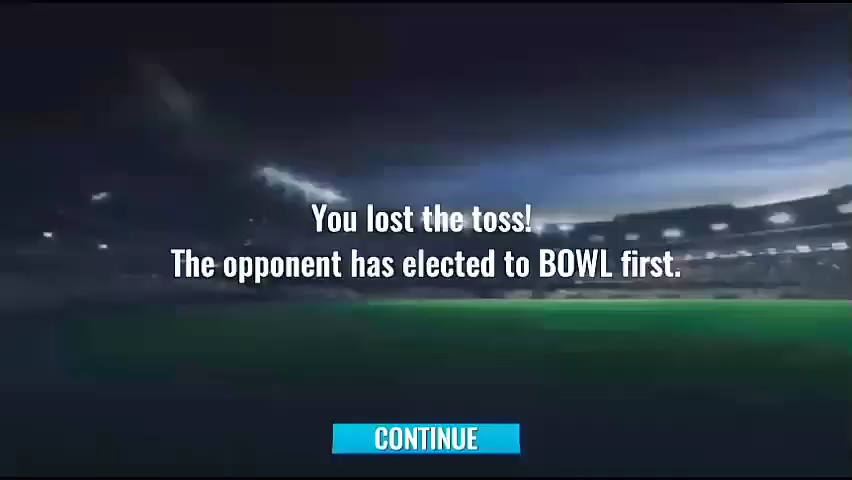 You lost the toss!
The opponent has elected to BOWL first.
CONTINUE